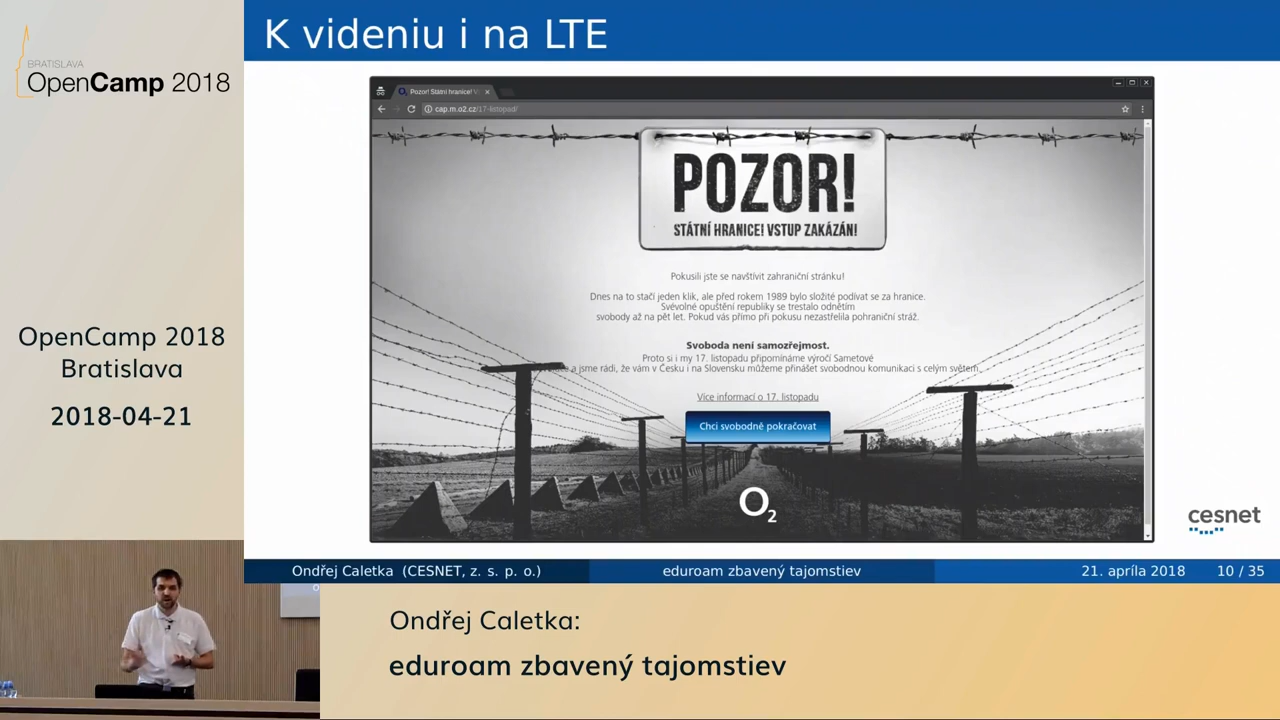 BRATISLAVA
OpenCamp 2018
OpenCamp 2018
Bratislava
2018-04-21
K videniu i na LTE
Pozor! Státní hranice!
cap.m.o2.cz/17-listopad/
POZOR!
STÁTNÍ HRANICE! VSTUP ZAKÁZÁN!
Pokusili jste se navštívit zahraniční stránku!
Dnes na to stačí jeden klik, ale před rokem 1989 bylo složité podívat se za hranice.
Svévolné opuštění republiky se trestalo odnětím
svobody až na pět let. Pokud vás přímo při pokusu nezastřelila pohraniční stráž.
Svoboda není samozřejmost.
Proto si i my 17. listopadu připomínáme výročí Sametové
a jsme rádi, že vám v Česku i na Slovensku můžeme přinášet svobodnou komunikaci s celým světem.
Více informací o 17. listopadu
Chci svobodně pokračovat
O2
cesnet
Ondřej Caletka (CESNET, z. s. p. o.)
eduroam zbavený tajomstiev
21. apríla 2018
10 / 35
Ondřej Caletka:
eduroam zbavený tajomstiev